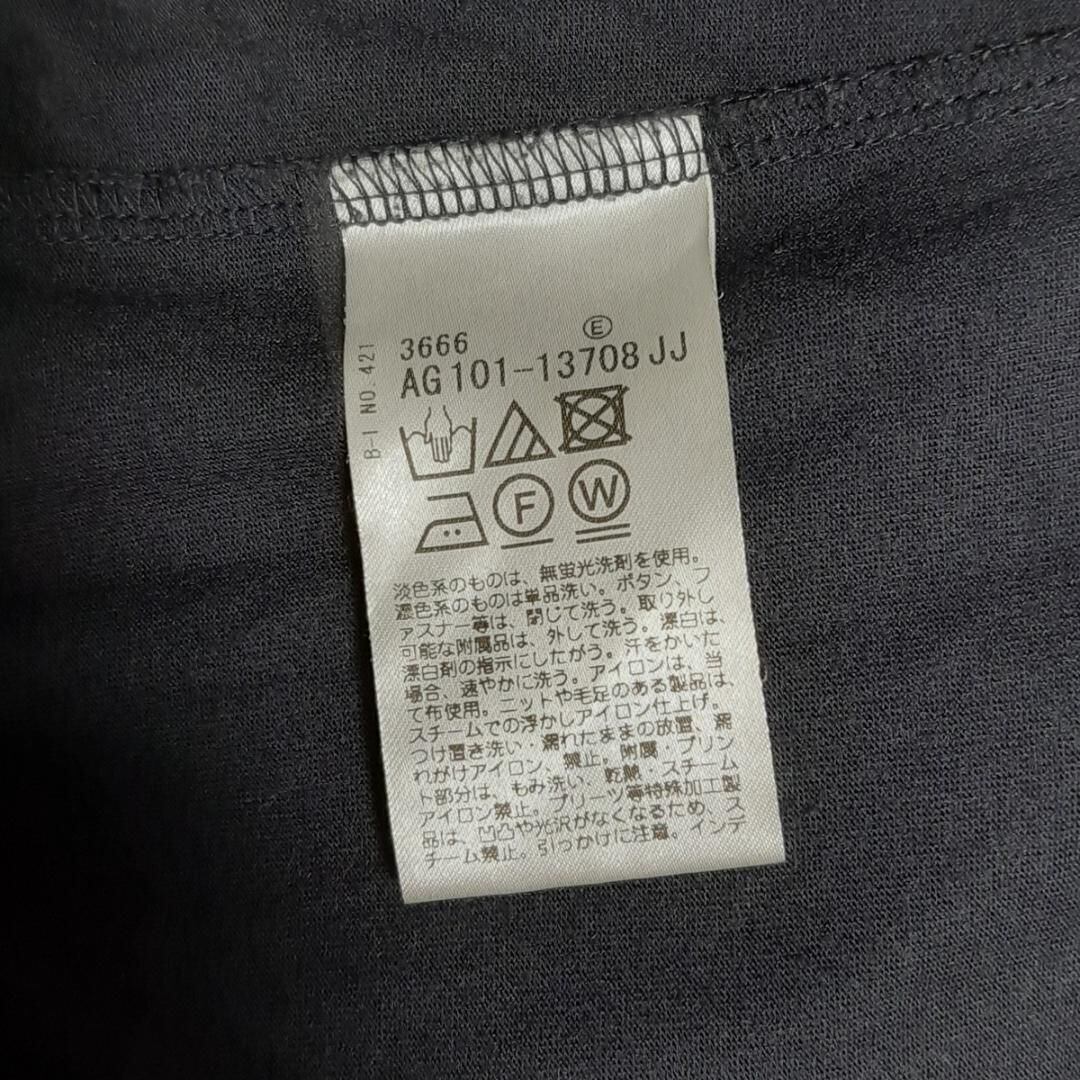 B-I NO.421
3666
Ⓔ
AG101-13708JJ
F
W
淡色系のものは、無蛍光洗剤を使用。
濃色系のものは単品洗い。ボタン、フ
ァスナー等は、閉じて洗う。取り外し
可能な附属品は、外して洗う。漂白は、
漂白剤の指示にしたがう。汗をかいた
場合、速やかに洗う。アイロンは、当
て布使用。ニットや毛足のある製品は、
スチームでの浮かしアイロン仕上げ。
つけ置き洗い・濡れたままの放置、濡
れがけアイロン、禁止。附属・プリン
ト部分は、もみ洗い、乾熱・スチーム
アイロン禁止。プリーツ等特殊加工製
品は、凹凸や光沢がなくなるため、ス
チーム禁止。引っかけに注意。インデ